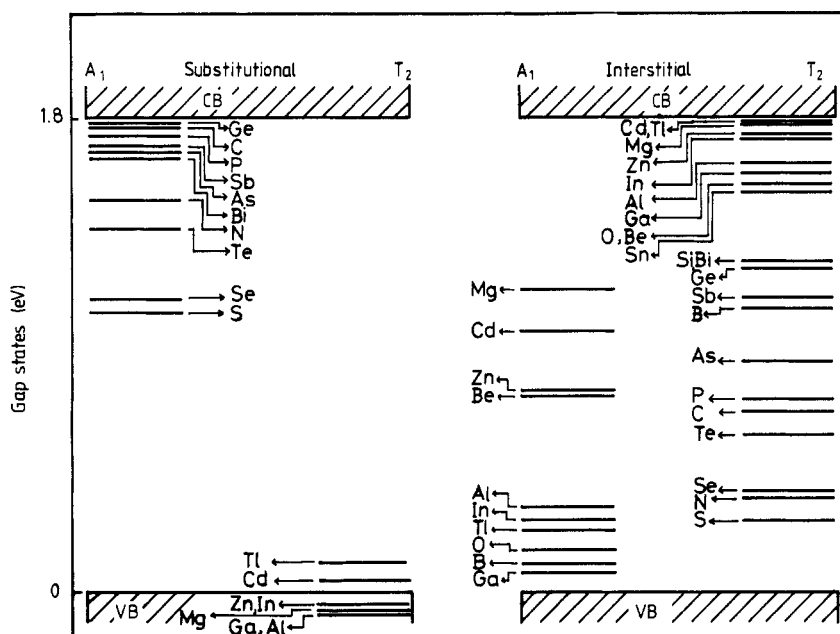 A1 Substitutional T2
CB
1.8
Ge
C
P
Sb
As
Bi
N
Te
Se
S
Gap states (eV)
Tl
Cd
0
VB
Zn,In
Mg
Ga,Al
A1 Interstitial T2
CB
Cd,Tl
Mg
Zn
In
Al
Ga
O,Be
Sn
SiBi
Ge
Sb
B
As
P
C
Te
Se
N
S
Mg
Cd
Zn
Be
Al
In
Tl
O
B
Ga
VB